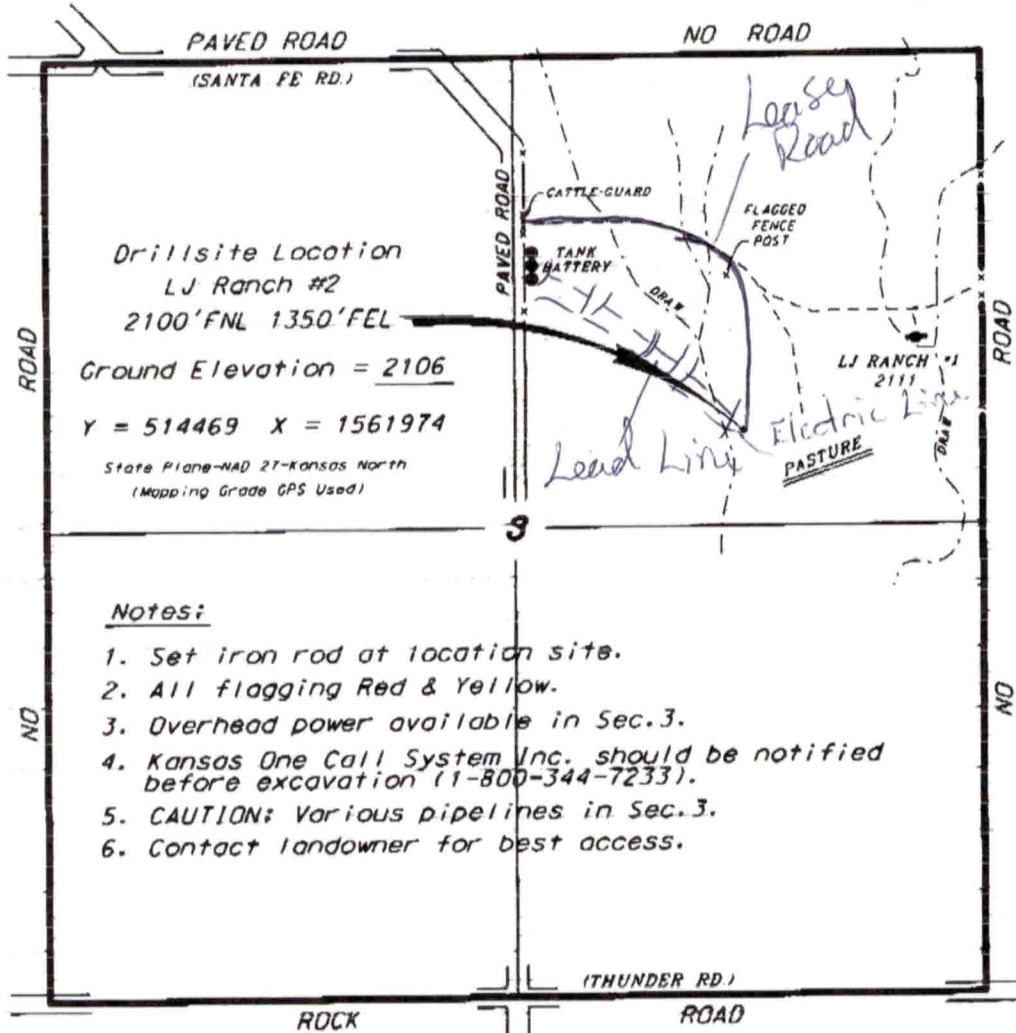 PAVED ROAD
NO ROAD
(SANTA FE RD.)
Lease
Road
CATTLE-GUARD
PAVED ROAD
FLAGGED
FENCE
POST
TANK
BATTERY
Drillsite Location
LJ Ranch #2
2100'FNL 1350'FEL
DRAW
ROAD
ROAD
Ground Elevation = 2106
LJ RANCH #1
2111
Y = 514469 X = 1561974
Lead Line
Electric Line
State Plane-NAD 27-Kansas North
(Mapping Grade GPS Used)
PASTURE
DRAW
3
Notes:
1. Set iron rod at location site.
2. All flagging Red & Yellow.
3. Overhead power available in Sec.3.
4. Kansas One Call System Inc. should be notified
before excavation (1-800-344-7233).
5. CAUTION: Various pipelines in Sec.3.
6. Contact landowner for best access.
NO
NO
(THUNDER RD.)
ROCK
ROAD